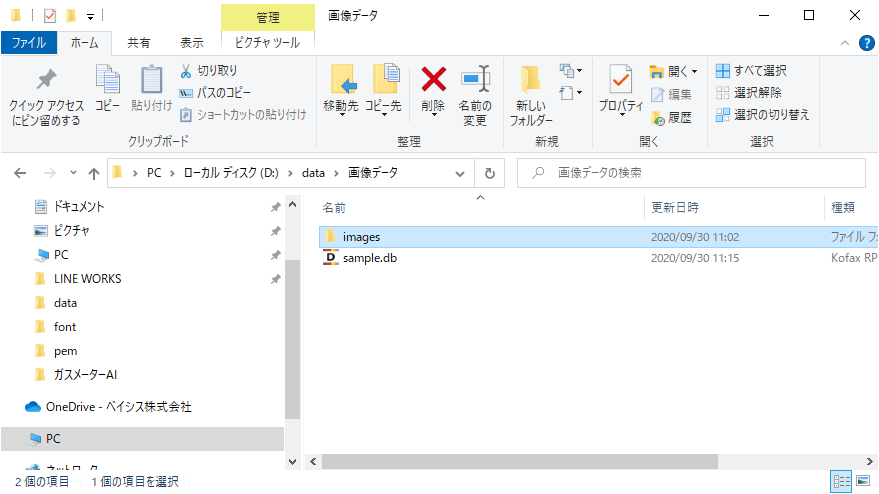 管理
画像データ
ファイル
ホーム
共有
表示
ピクチャ ツール
クイック アクセス
にピン留めする
コピー
貼り付け
切り取り
パスのコピー
ショートカットの貼り付け
クリップボード
移動先
コピー先
削除
名前の
変更
整理
新しい
フォルダー
新規
プロパティ
開く
編集
履歴
開く
すべて選択
選択解除
選択の切り替え
選択
PC > ローカル ディスク (D:) > data > 画像データ
画像データの検索
ドキュメント
ピクチャ
PC
LINE WORKS
data
font
pem
ガスメーターAI
OneDrive - ベイシス株式会社
PC
ネットワーク
名前 更新日時 種類
images 2020/09/30 11:02 ファイル フ
sample.db 2020/09/30 11:15 Kofax RP
2 個の項目 1 個の項目を選択